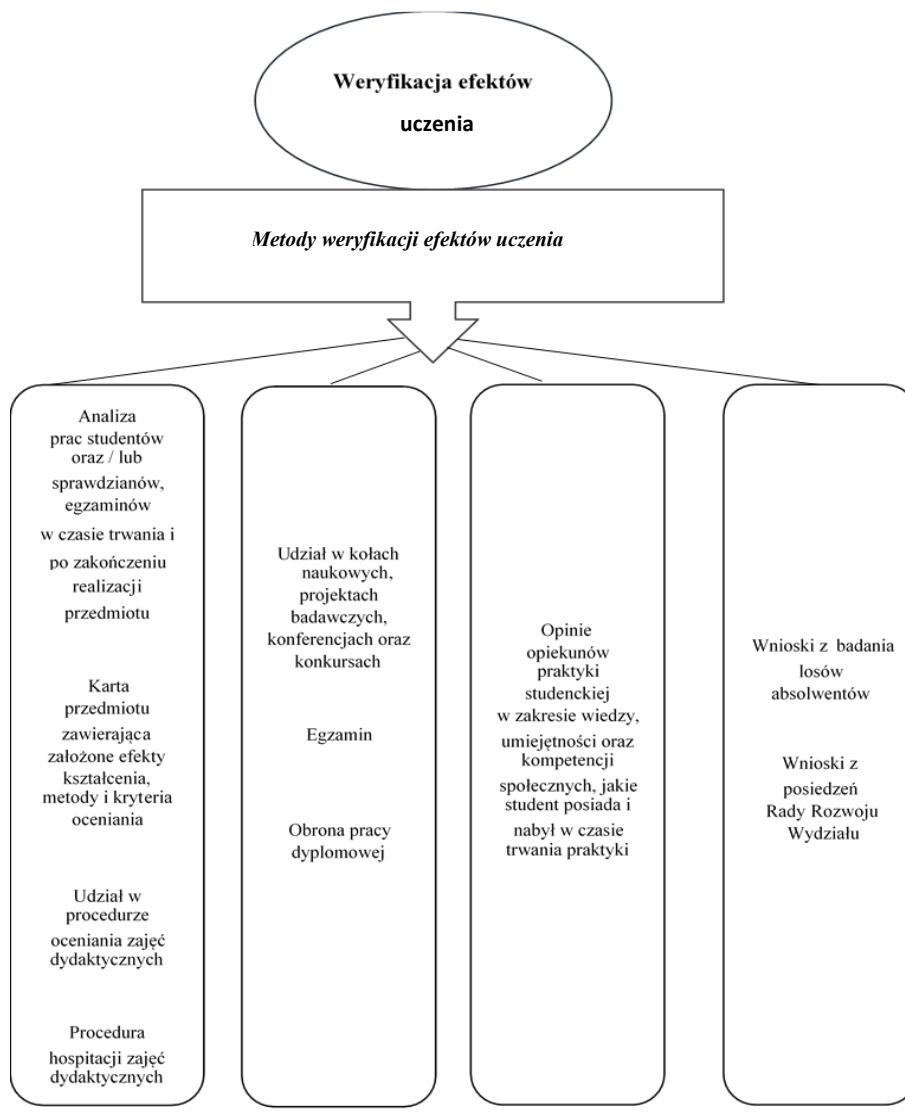 Weryfikacja efektów
uczenia
Metody weryfikacji efektów uczenia
Analiza
prac studentów
oraz / lub
sprawdzianów,
egzaminów
w czasie trwania i
po zakończeniu
realizacji
przedmiotu
Karta
przedmiotu
zawierająca
założone efekty
kształcenia,
metody i kryteria
oceniania
Udział w
procedurze
oceniania zajęć
dydaktycznych
Procedura
hospitacji zajęć
dydaktycznych
Udział w kołach
naukowych,
projektach
badawczych,
konferencjach oraz
konkursach
Egzamin
Obrona pracy
dyplomowej
Opinie
opiekunów
praktyki
studenckiej
w zakresie wiedzy,
umiejętności oraz
kompetencji
społecznych, jakie
student posiada i
nabył w czasie
trwania praktyki
Wnioski z badania
losów
absolwentów
Wnioski z
posiedzeń
Rady Rozwoju
Wydziału